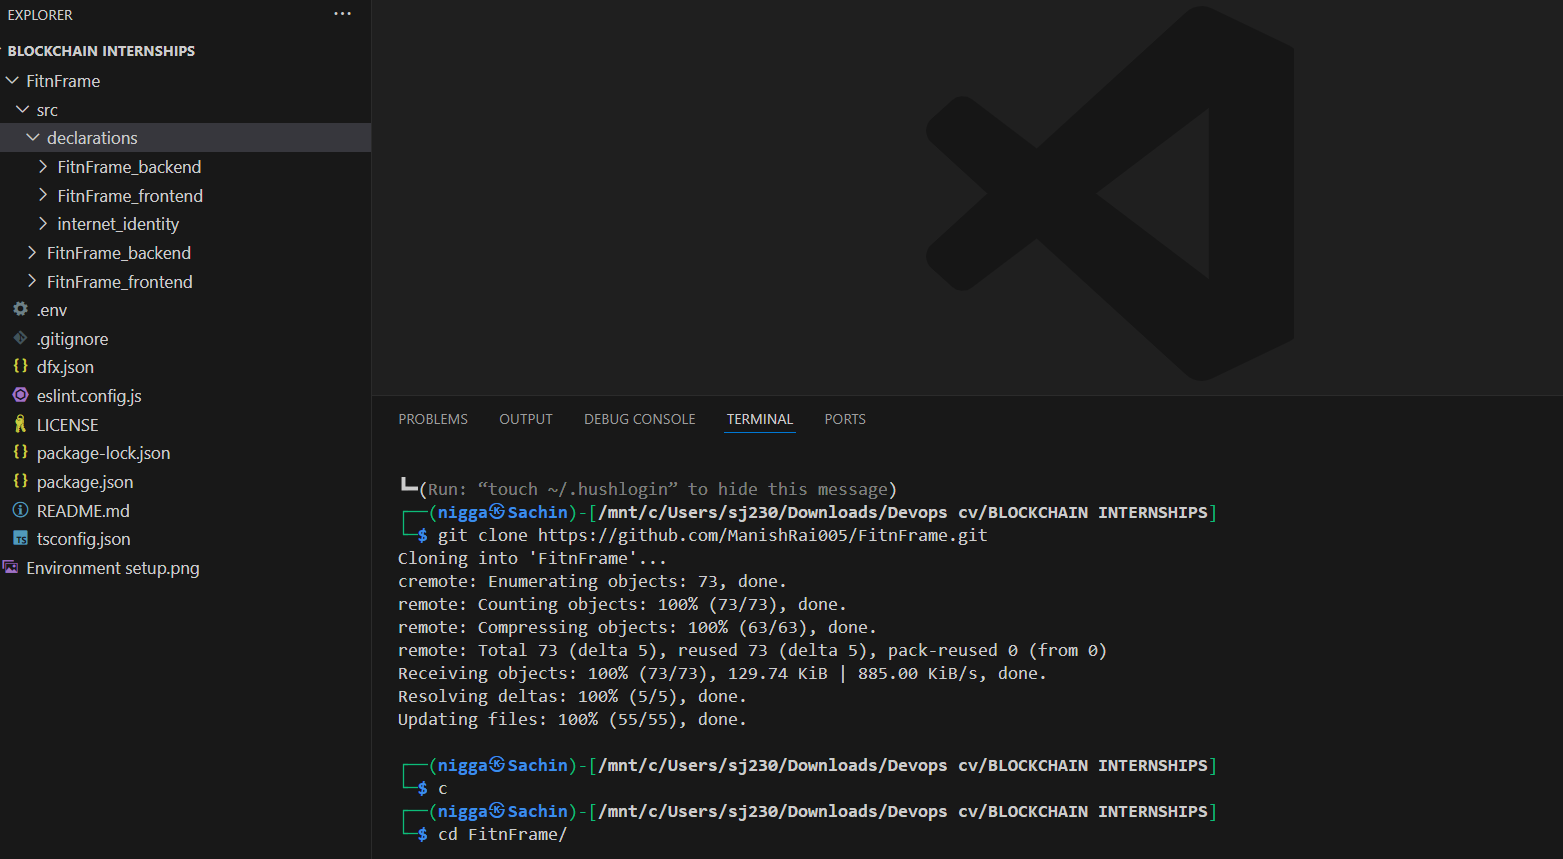 EXPLORER
BLOCKCHAIN INTERNSHIPS
FitnFrame
src
declarations
FitnFrame_backend
FitnFrame_frontend
internet_identity
FitnFrame_backend
FitnFrame_frontend
.env
.gitignore
dfx.json
eslint.config.js
LICENSE
package-lock.json
package.json
README.md
tsconfig.json
Environment setup.png
PROBLEMS OUTPUT DEBUG CONSOLE TERMINAL PORTS
└─(Run: “touch ~/.hushlogin” to hide this message)
┌──(nigga㉿Sachin)-[/mnt/c/Users/sj230/Downloads/Devops cv/BLOCKCHAIN INTERNSHIPS]
└─$ git clone https://github.com/ManishRai005/FitnFrame.git
Cloning into 'FitnFrame'...
cremote: Enumerating objects: 73, done.
remote: Counting objects: 100% (73/73), done.
remote: Compressing objects: 100% (63/63), done.
remote: Total 73 (delta 5), reused 73 (delta 5), pack-reused 0 (from 0)
Receiving objects: 100% (73/73), 129.74 KiB | 885.00 KiB/s, done.
Resolving deltas: 100% (5/5), done.
Updating files: 100% (55/55), done.
┌──(nigga㉿Sachin)-[/mnt/c/Users/sj230/Downloads/Devops cv/BLOCKCHAIN INTERNSHIPS]
└─$ c
┌──(nigga㉿Sachin)-[/mnt/c/Users/sj230/Downloads/Devops cv/BLOCKCHAIN INTERNSHIPS]
└─$ cd FitnFrame/